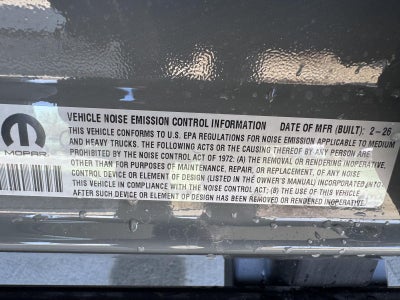 VEHICLE NOISE EMISSION CONTROL INFORMATION DATE OF MFR (BUILT): 2-26
THIS VEHICLE CONFORMS TO U.S. EPA REGULATIONS FOR NOISE EMISSION APPLICABLE TO MEDIUM
AND HEAVY TRUCKS. THE FOLLOWING ACTS OR THE CAUSING THEREOF BY ANY PERSON ARE
PROHIBITED BY THE NOISE CONTROL ACT OF 1972: (A) THE REMOVAL OR RENDERING INOPERATIVE,
OTHER THAN FOR PURPOSES OF MAINTENANCE, REPAIR, OR REPLACEMENT, OF ANY NOISE
CONTROL DEVICE OR ELEMENT OF DESIGN (LISTED IN THE OWNER'S MANUAL) INCORPORATED INTO
THIS VEHICLE IN COMPLIANCE WITH THE NOISE CONTROL ACT; (B) THE USE OF THIS VEHICLE
AFTER SUCH DEVICE OR ELEMENT OF DESIGN HAS BEEN REMOVED OR RENDERED INOPERATIVE.
MOPAR